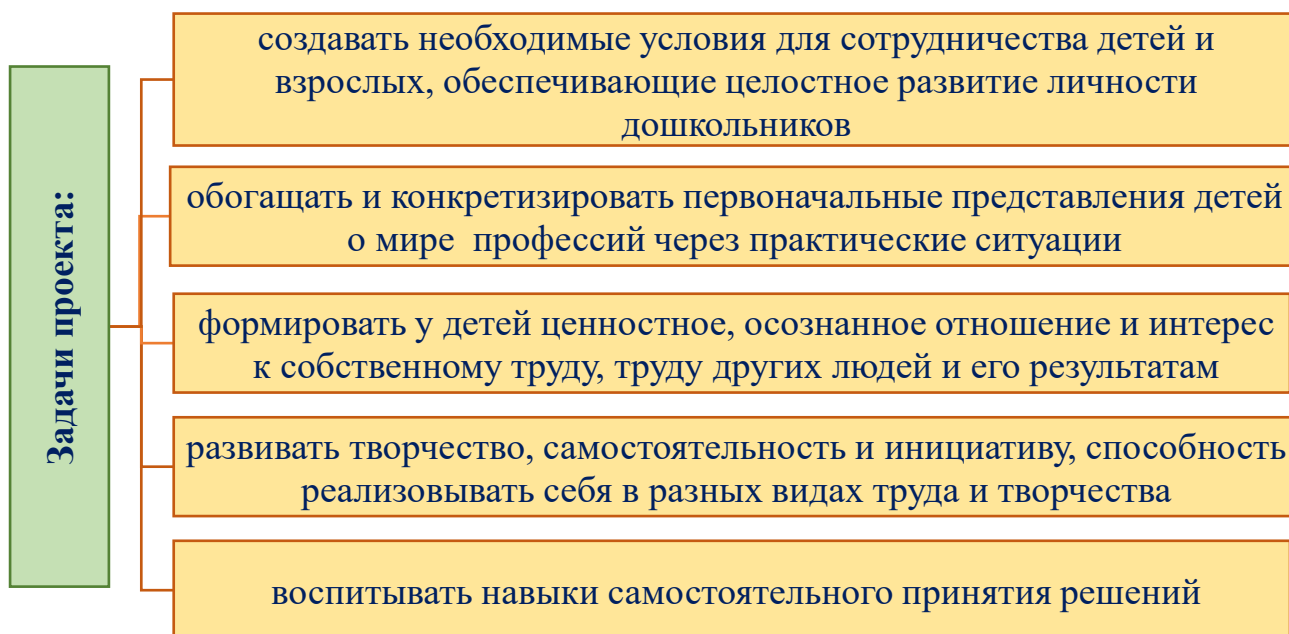 Задачи проекта:
создавать необходимые условия для сотрудничества детей и
взрослых, обеспечивающие целостное развитие личности
дошкольников
обогащать и конкретизировать первоначальные представления детей
о мире профессий через практические ситуации
формировать у детей ценностное, осознанное отношение и интерес
к собственному труду, труду других людей и его результатам
развивать творчество, самостоятельность и инициативу, способность
реализовывать себя в разных видах труда и творчества
воспитывать навыки самостоятельного принятия решений